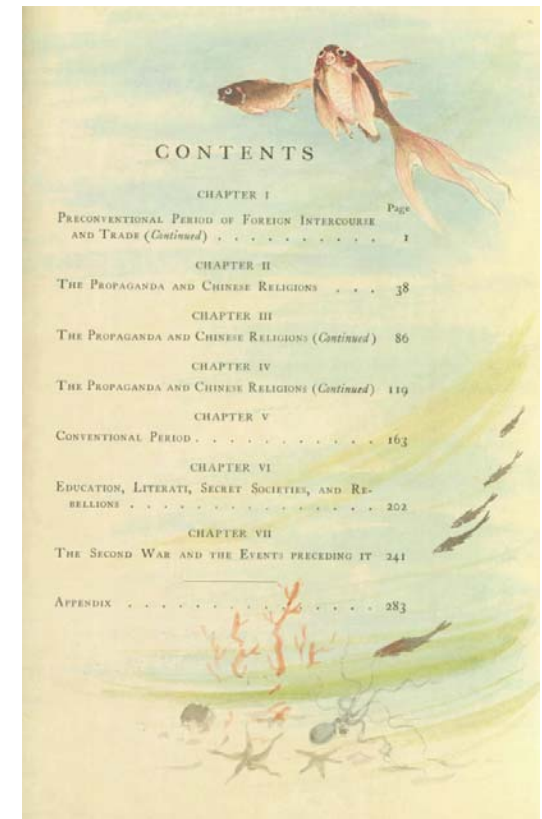 CONTENTS
CHAPTER I
Page
Preconventional Period of Foreign Intercourse
and Trade (Continued) . . . . . . . . . . 1
CHAPTER II
The Propaganda and Chinese Religions . . . 38
CHAPTER III
The Propaganda and Chinese Religions (Continued) 86
CHAPTER IV
The Propaganda and Chinese Religions (Continued) 119
CHAPTER V
Conventional Period . . . . . . . . . . . . 163
CHAPTER VI
Education, Literati, Secret Societies, and Re-
bellions . . . . . . . . . . . . . . . . 202
CHAPTER VII
The Second War and the Events preceding it 241
Appendix . . . . . . . . . . . . . . . . 283